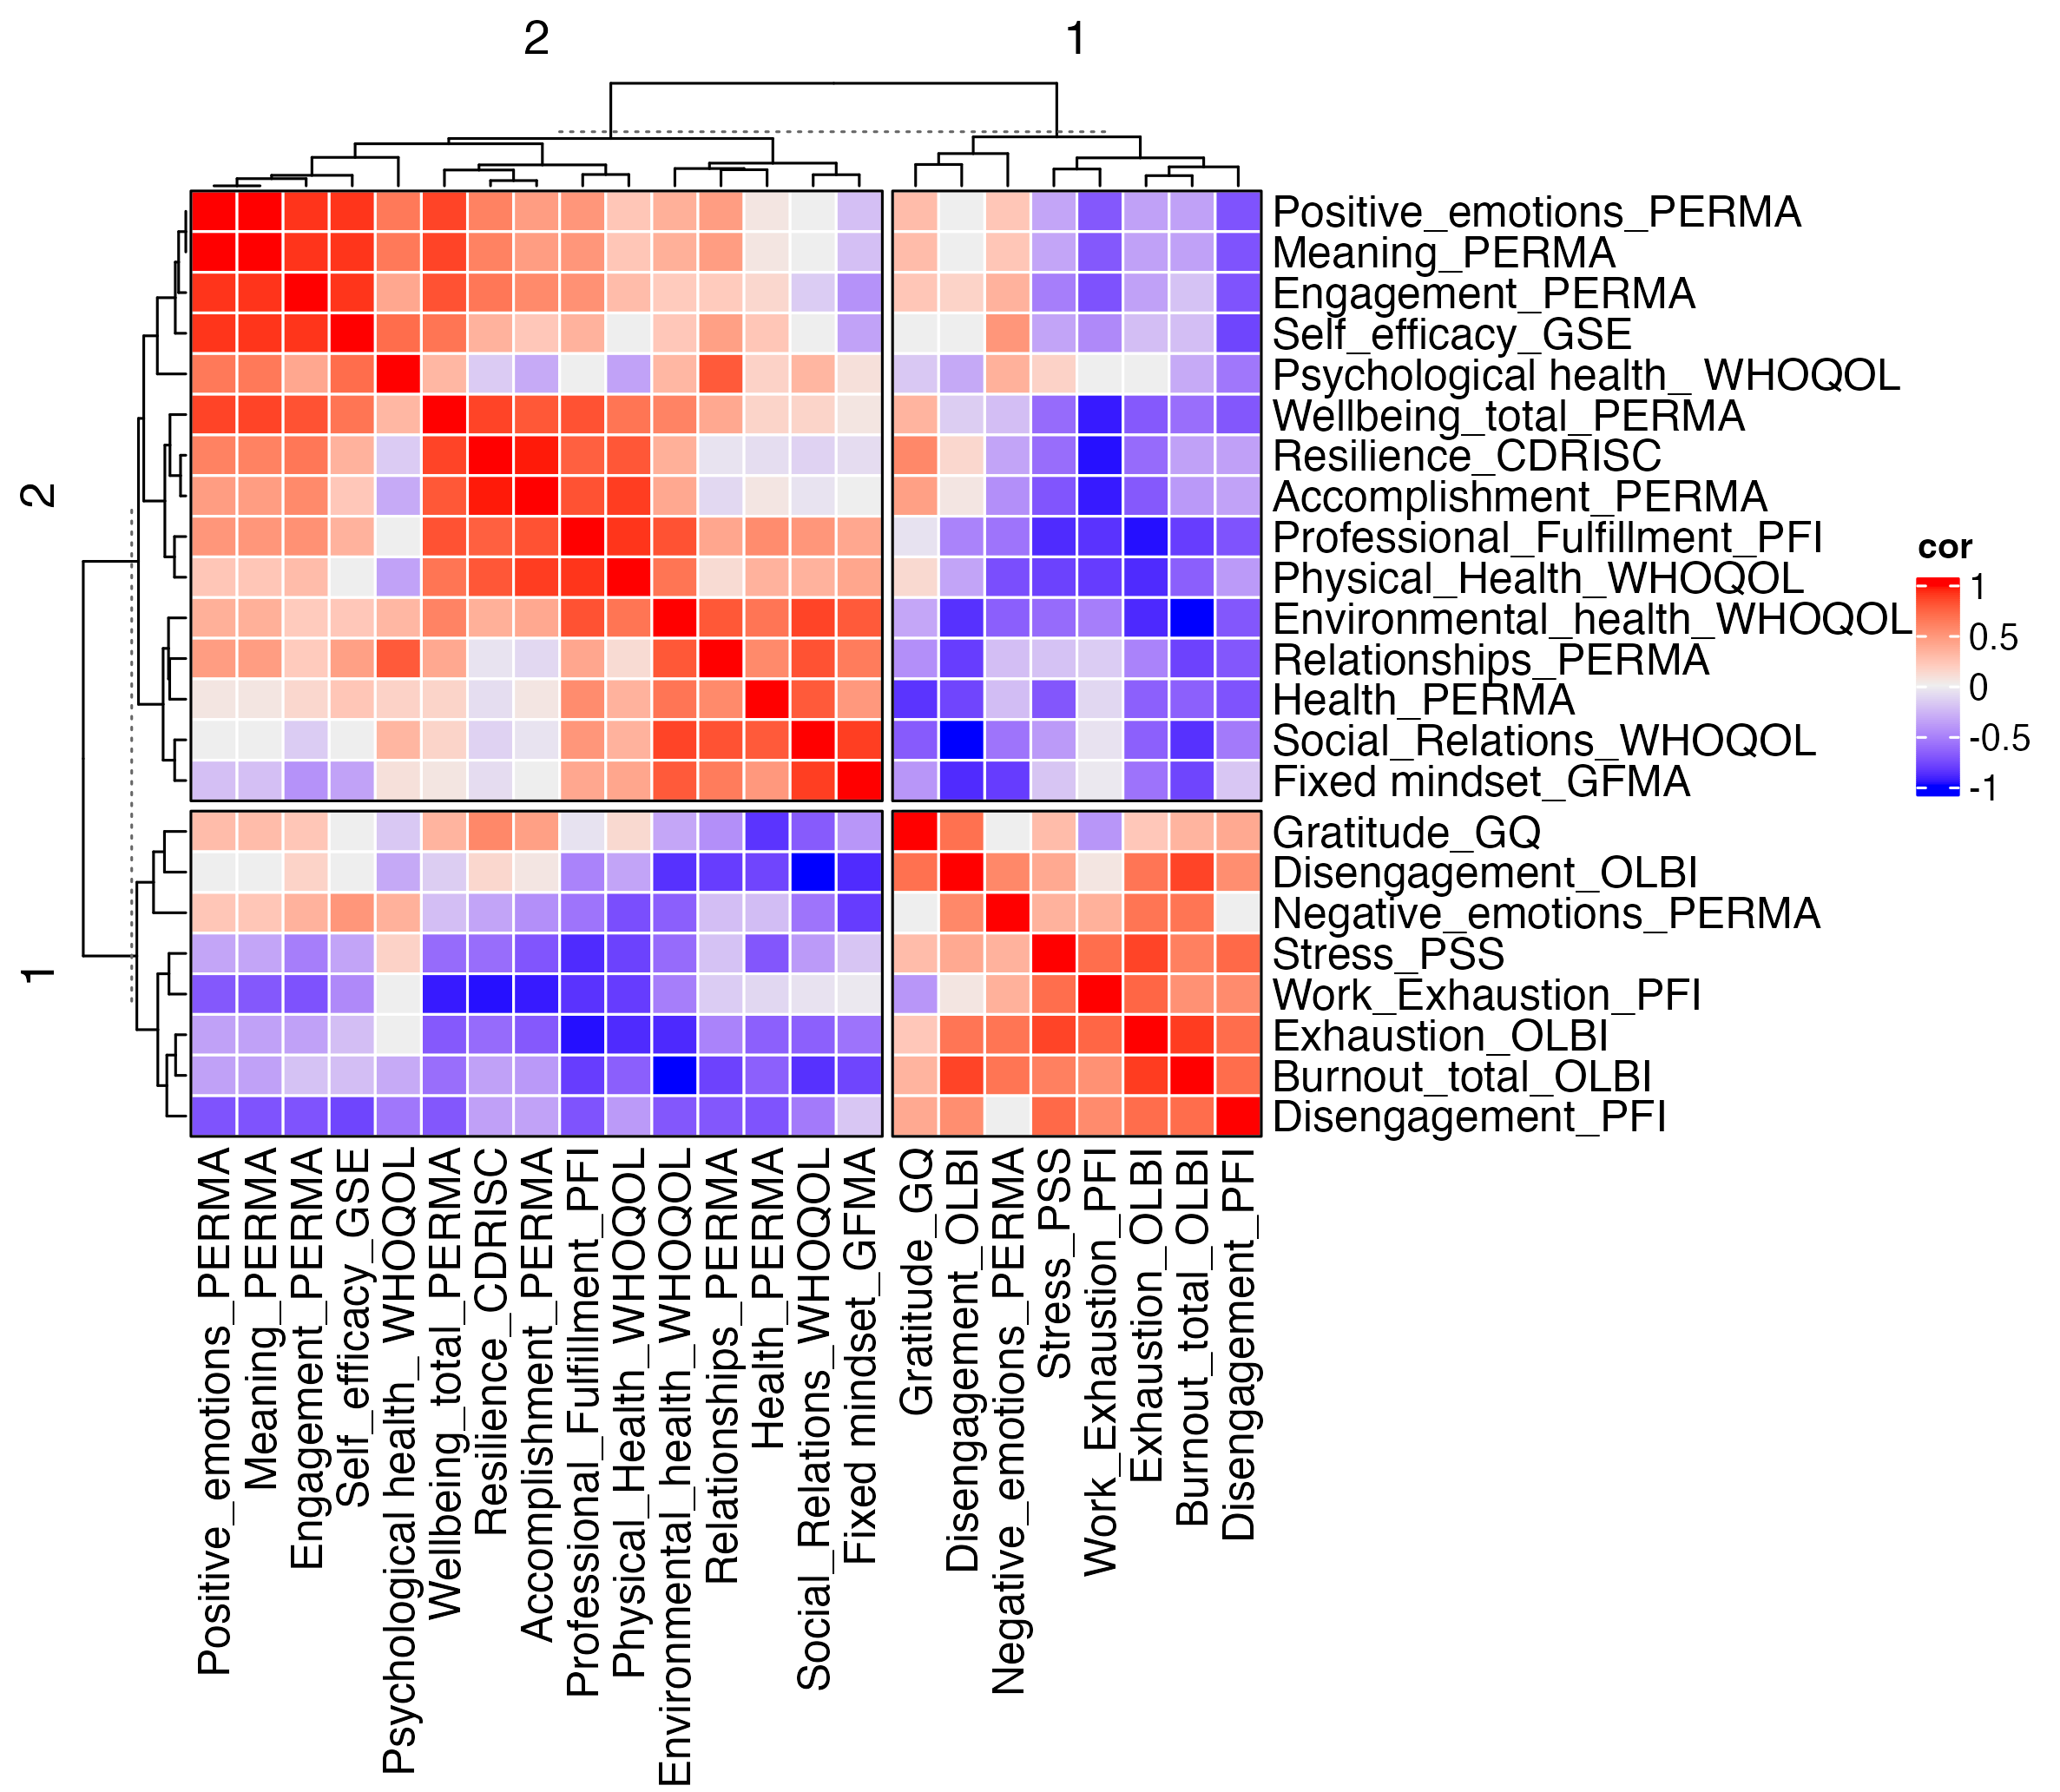 2
1
Positive_emotions_PERMA
Meaning_PERMA
Engagement_PERMA
Self_efficacy_GSE
Psychological health_ WHOQOL
Wellbeing_total_PERMA
Resilience_CDRISC
Accomplishment_PERMA
Professional_Fulfillment_PFI
Physical_Health_WHOQOL
Environmental_health_WHOQOL
Relationships_PERMA
Health_PERMA
Social_Relations_WHOQOL
Fixed mindset_GFMA
2
Gratitude_GQ
Disengagement_OLBI
Negative_emotions_PERMA
Stress_PSS
Work_Exhaustion_PFI
Exhaustion_OLBI
Burnout_total_OLBI
Disengagement_PFI
1
cor
1
0.5
0
-0.5
-1
Positive_emotions_PERMA
Meaning_PERMA
Engagement_PERMA
Self_efficacy_GSE
Psychological health_ WHOQOL
Wellbeing_total_PERMA
Resilience_CDRISC
Accomplishment_PERMA
Professional_Fulfillment_PFI
Physical_Health_WHOQOL
Environmental_health_WHOQOL
Relationships_PERMA
Health_PERMA
Social_Relations_WHOQOL
Fixed mindset_GFMA
Gratitude_GQ
Disengagement_OLBI
Negative_emotions_PERMA
Stress_PSS
Work_Exhaustion_PFI
Exhaustion_OLBI
Burnout_total_OLBI
Disengagement_PFI